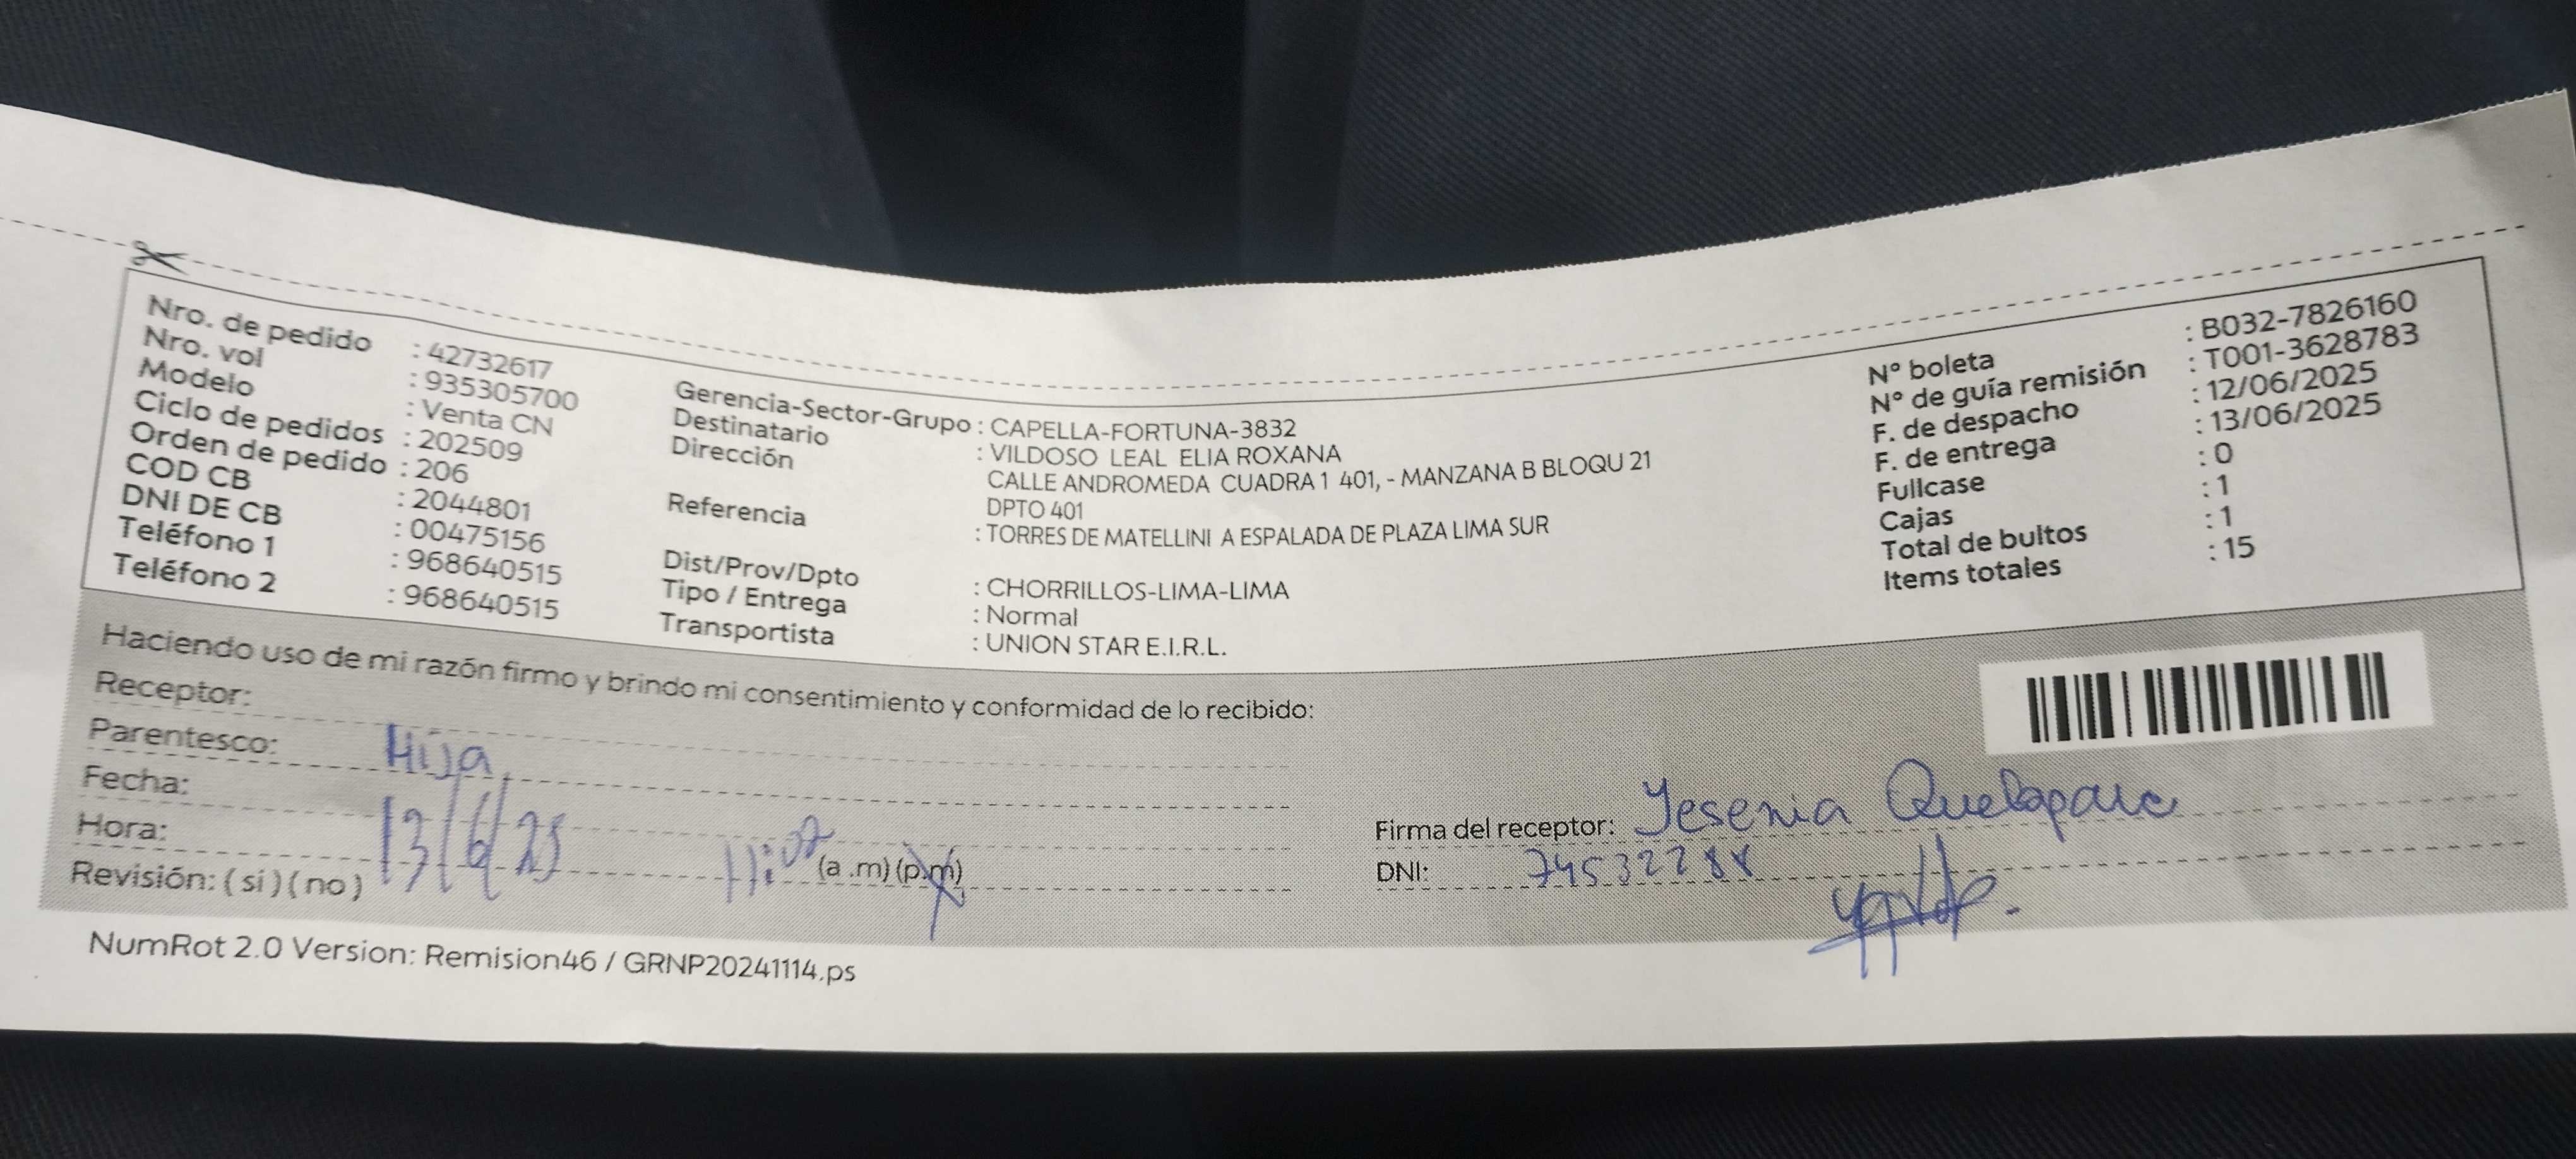 Nro. de pedido : 42732617
Nro. vol : 935305700
Modelo : Venta CN
Ciclo de pedidos : 202509
Orden de pedido : 206
COD CB : 2044801
DNI DE CB : 00475156
Teléfono 1 : 968640515
Teléfono 2 : 968640515
Gerencia-Sector-Grupo : CAPELLA-FORTUNA-3832
Destinatario : VILDOSO LEAL ELIA ROXANA
Dirección CALLE ANDROMEDA CUADRA 1 401, - MANZANA B BLOQU 21
DPTO 401
Referencia : TORRES DE MATELLINI A ESPALADA DE PLAZA LIMA SUR
Dist/Prov/Dpto : CHORRILLOS-LIMA-LIMA
Tipo / Entrega : Normal
Transportista : UNION STAR E.I.R.L.
N° boleta : B032-7826160
N° de guía remisión : T001-3628783
F. de despacho : 12/06/2025
F. de entrega : 13/06/2025
Fullcase : 0
Cajas : 1
Total de bultos : 1
Items totales : 15
Haciendo uso de mi razón firmo y brindo mi consentimiento y conformidad de lo recibido:
Receptor:
Parentesco: Hija
Fecha: 13/6/25
Hora: 11:07 (a .m) (p.m)
Revisión: ( si ) ( no )
Firma del receptor: Yesenia
DNI: 74532288
NumRot 2.0 Version: Remision46 / GRNP20241114.ps